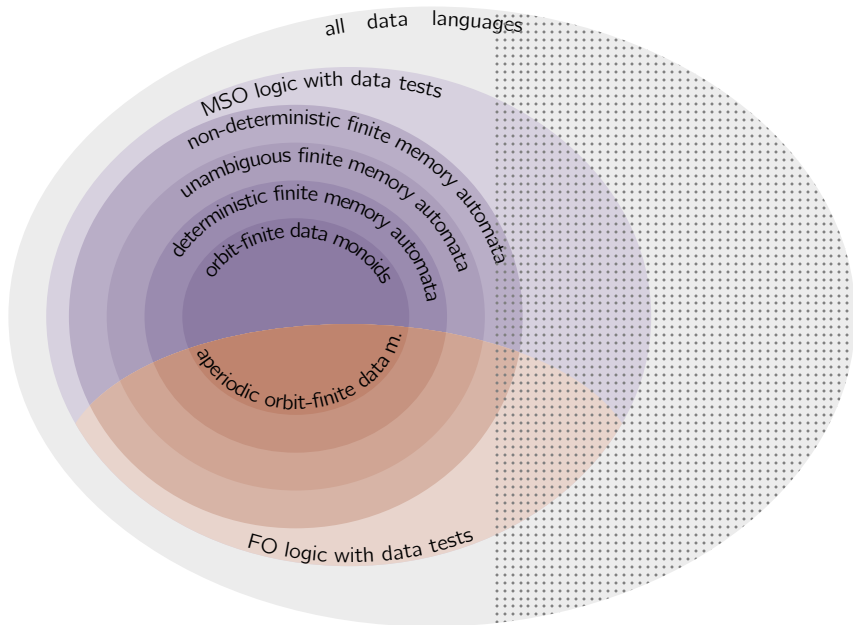 all data languages
MSO logic with data tests
non-deterministic finite memory automata
unambiguous finite memory automata
deterministic finite memory automata
orbit-finite data monoids
aperiodic orbit-finite data m.
FO logic with data tests